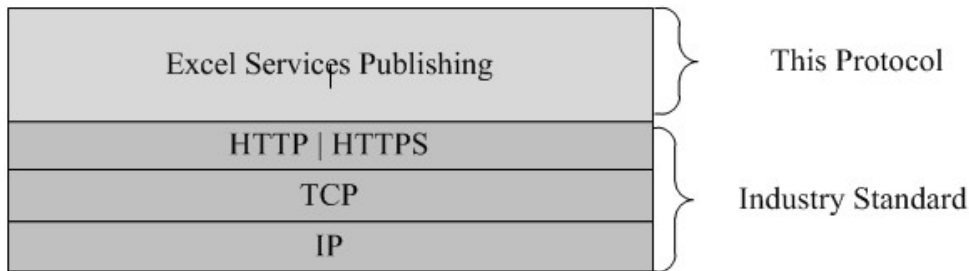 Excel Services Publishing
This Protocol
HTTP | HTTPS
TCP
Industry Standard
IP